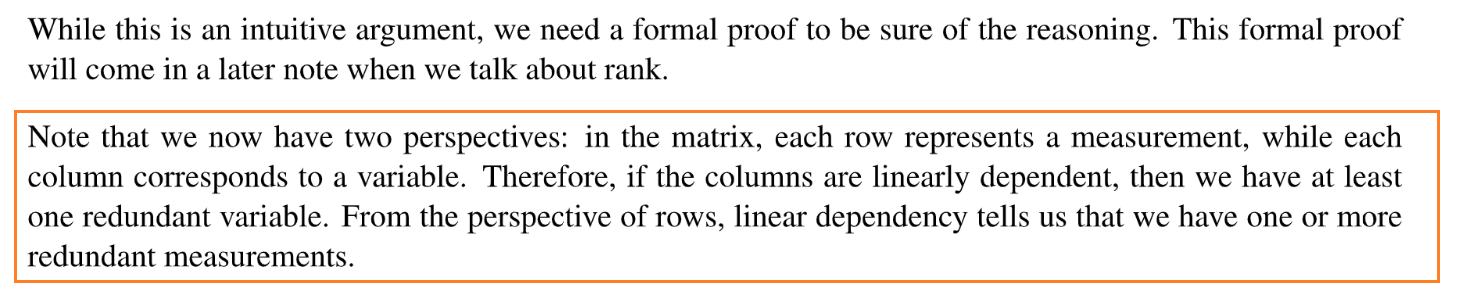 While this is an intuitive argument, we need a formal proof to be sure of the reasoning. This formal proof
will come in a later note when we talk about rank.
Note that we now have two perspectives: in the matrix, each row represents a measurement, while each
column corresponds to a variable. Therefore, if the columns are linearly dependent, then we have at least
one redundant variable. From the perspective of rows, linear dependency tells us that we have one or more
redundant measurements.